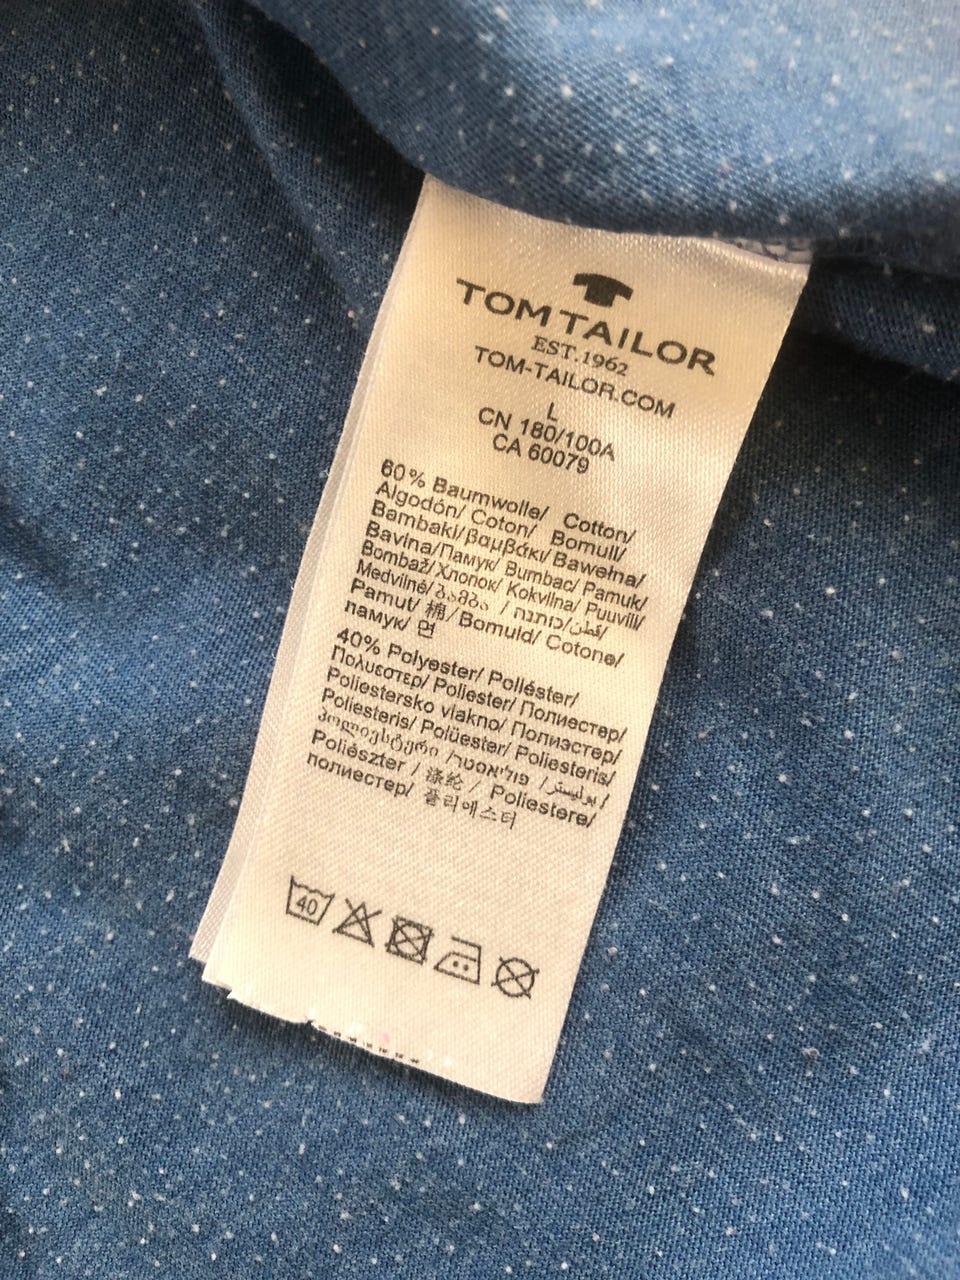 TOM TAILOR
EST.1962
TOM-TAILOR.COM
L
CN 180/100A
CA 60079
60% Baumwolle/ Cotton/
Algodón/ Coton/ Bomull/
Bambaki/βαμβάκι/ Bawełna/
Bavlna/Памук/ Bumbac/ Pamuk/
Bombaž/Хлопок/ Kokvilna/ Puuvill/
Medvilnė/ბამბა / כותנה/قطن/
Pamut/ 棉 / Bomuld/ Cotone/
памук/ 면
40% Polyester/ Poliéster/
Πολυεστερ/ Poliester/ Полиестер/
Poliestersko vlakno/ Полиэстер/
Poliesteris/ Polüester/ Poliesteris/
პოლიესტერი /פוליאסטר /بوليستر /
Poliészter / 涤纶 / Poliestere/
полиестер/ 폴리에스터
40